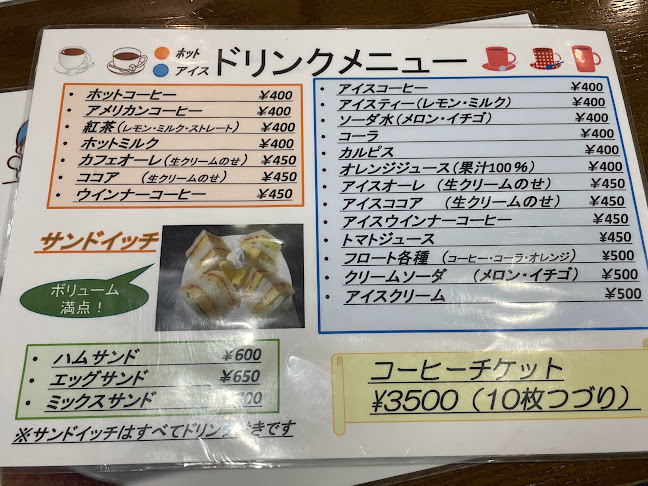 ホット
アイス
ドリンクメニュー
・ホットコーヒー ¥400
・アメリカンコーヒー ¥400
・紅茶(レモン・ミルク・ストレート) ¥400
・ホットミルク ¥400
・カフェオーレ(生クリームのせ) ¥450
・ココア (生クリームのせ) ¥450
・ウインナーコーヒー ¥450
・アイスコーヒー ¥400
・アイスティー(レモン・ミルク) ¥400
・ソーダ水(メロン・イチゴ) ¥400
・コーラ ¥400
・カルピス ¥400
・オレンジジュース(果汁100%) ¥400
・アイスオーレ (生クリームのせ) ¥450
・アイスココア (生クリームのせ) ¥450
・アイスウインナーコーヒー ¥450
・トマトジュース ¥450
・フロート各種 (コーヒー・コーラ・オレンジ) ¥500
・クリームソーダ (メロン・イチゴ) ¥500
・アイスクリーム ¥500
サンドイッチ
ボリューム
満点!
・ハムサンド ¥600
・エッグサンド ¥650
・ミックスサンド
※サンドイッチはすべてドリンク付きです
コーヒーチケット
¥3500(10枚つづり)